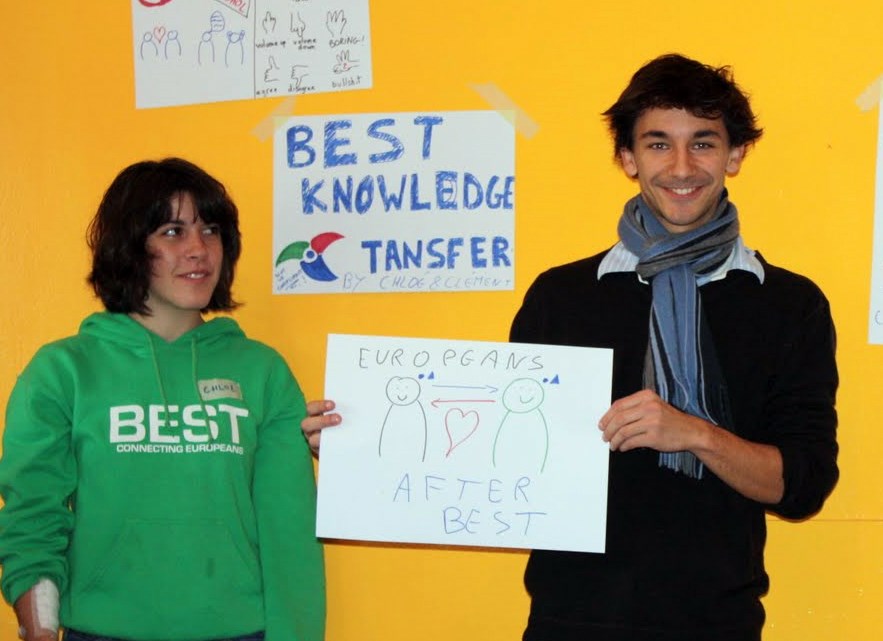 volume up
volume down
BORING!
agree
disagree
bullshit
BEST
KNOWLEDGE
TANSFER
BY CHLOÉ & CLÉMENT
EUROPEANS
AFTER
BEST
CHLOÉ
BEST
CONNECTING EUROPEANS